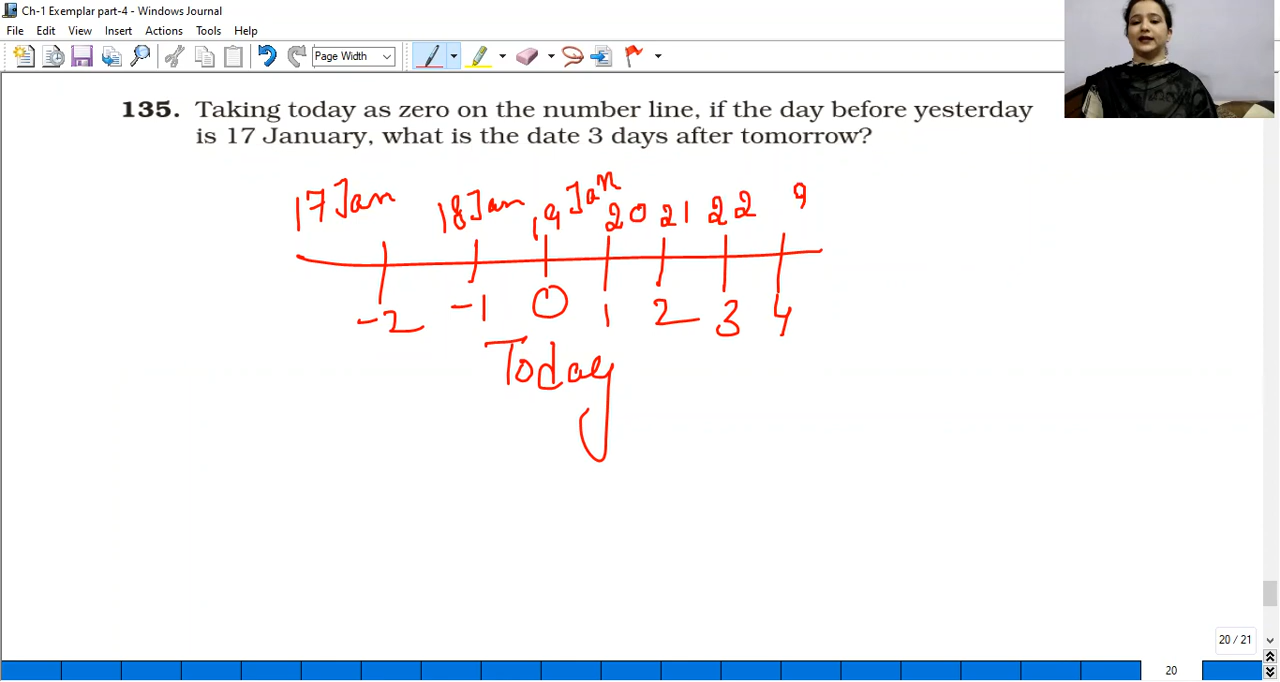 Ch-1 Exemplar part-4 - Windows Journal
File Edit View Insert Actions Tools Help
Page Width
135. Taking today as zero on the number line, if the day before yesterday
is 17 January, what is the date 3 days after tomorrow?
17 Jan 18 Jan 19 Jan 20 21 22
-2 -1 0 1 2 3 4
Today
20 / 21
20